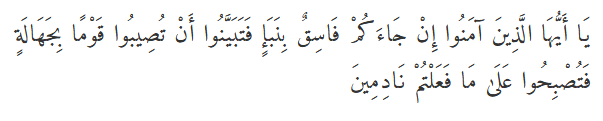 يَا أَيُّهَا الَّذِينَ آمَنُوا إِنْ جَاءَكُمْ فَاسِقٌ بِنَبَإٍ فَتَبَيَّنُوا أَنْ تُصِيبُوا قَوْمًا بِجَهَالَةٍ
فَتُصْبِحُوا عَلَىٰ مَا فَعَلْتُمْ نَادِمِينَ